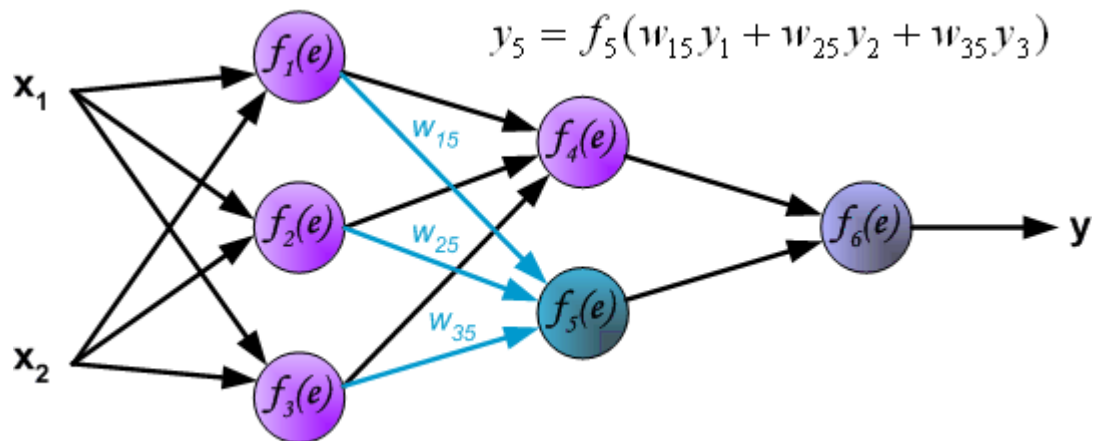 y₅ = f₅(w₁₅y₁ + w₂₅y₂ + w₃₅y₃)
f₁(e)
x₁
w₁₅
f₄(e)
f₂(e)
w₂₅
f₆(e)
y
f₅(e)
w₃₅
x₂
f₃(e)